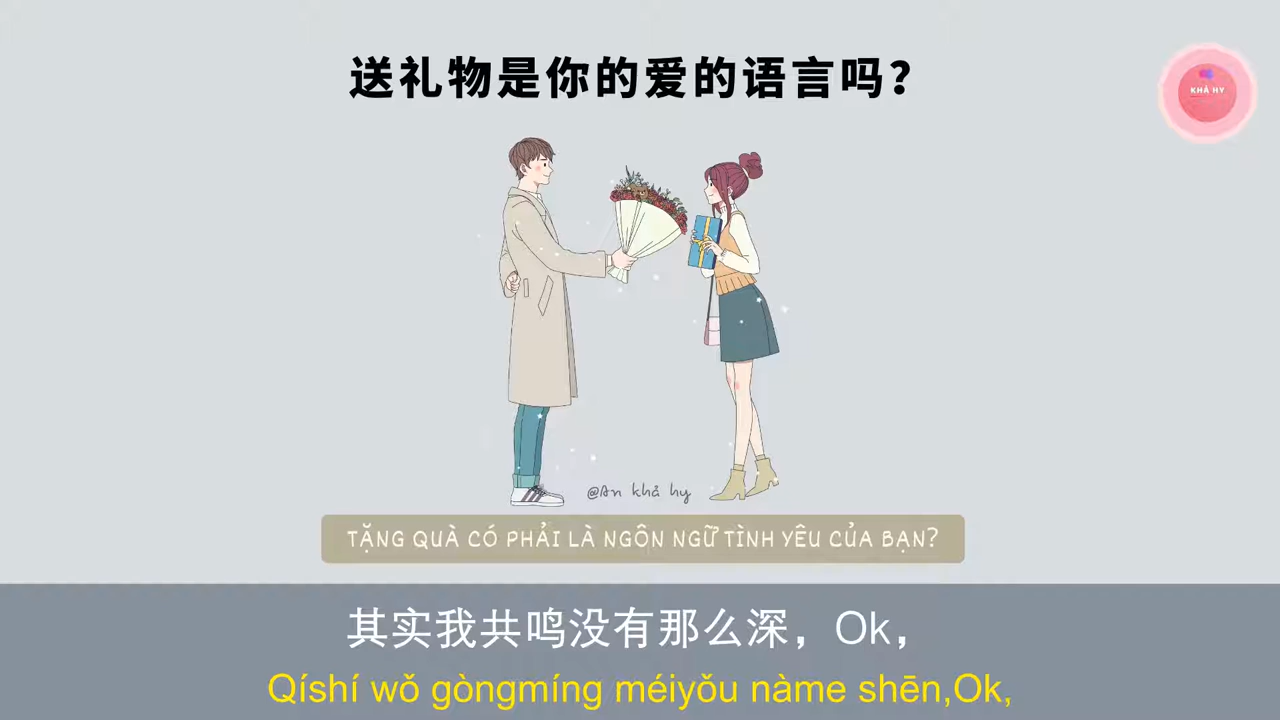 送礼物是你的爱的语言吗？
KHẢ HY
@An khả hy
TẶNG QUÀ CÓ PHẢI LÀ NGÔN NGỮ TÌNH YÊU CỦA BẠN?
其实我共鸣没有那么深，Ok，
Qíshí wǒ gòngmíng méiyǒu nàme shēn,Ok,